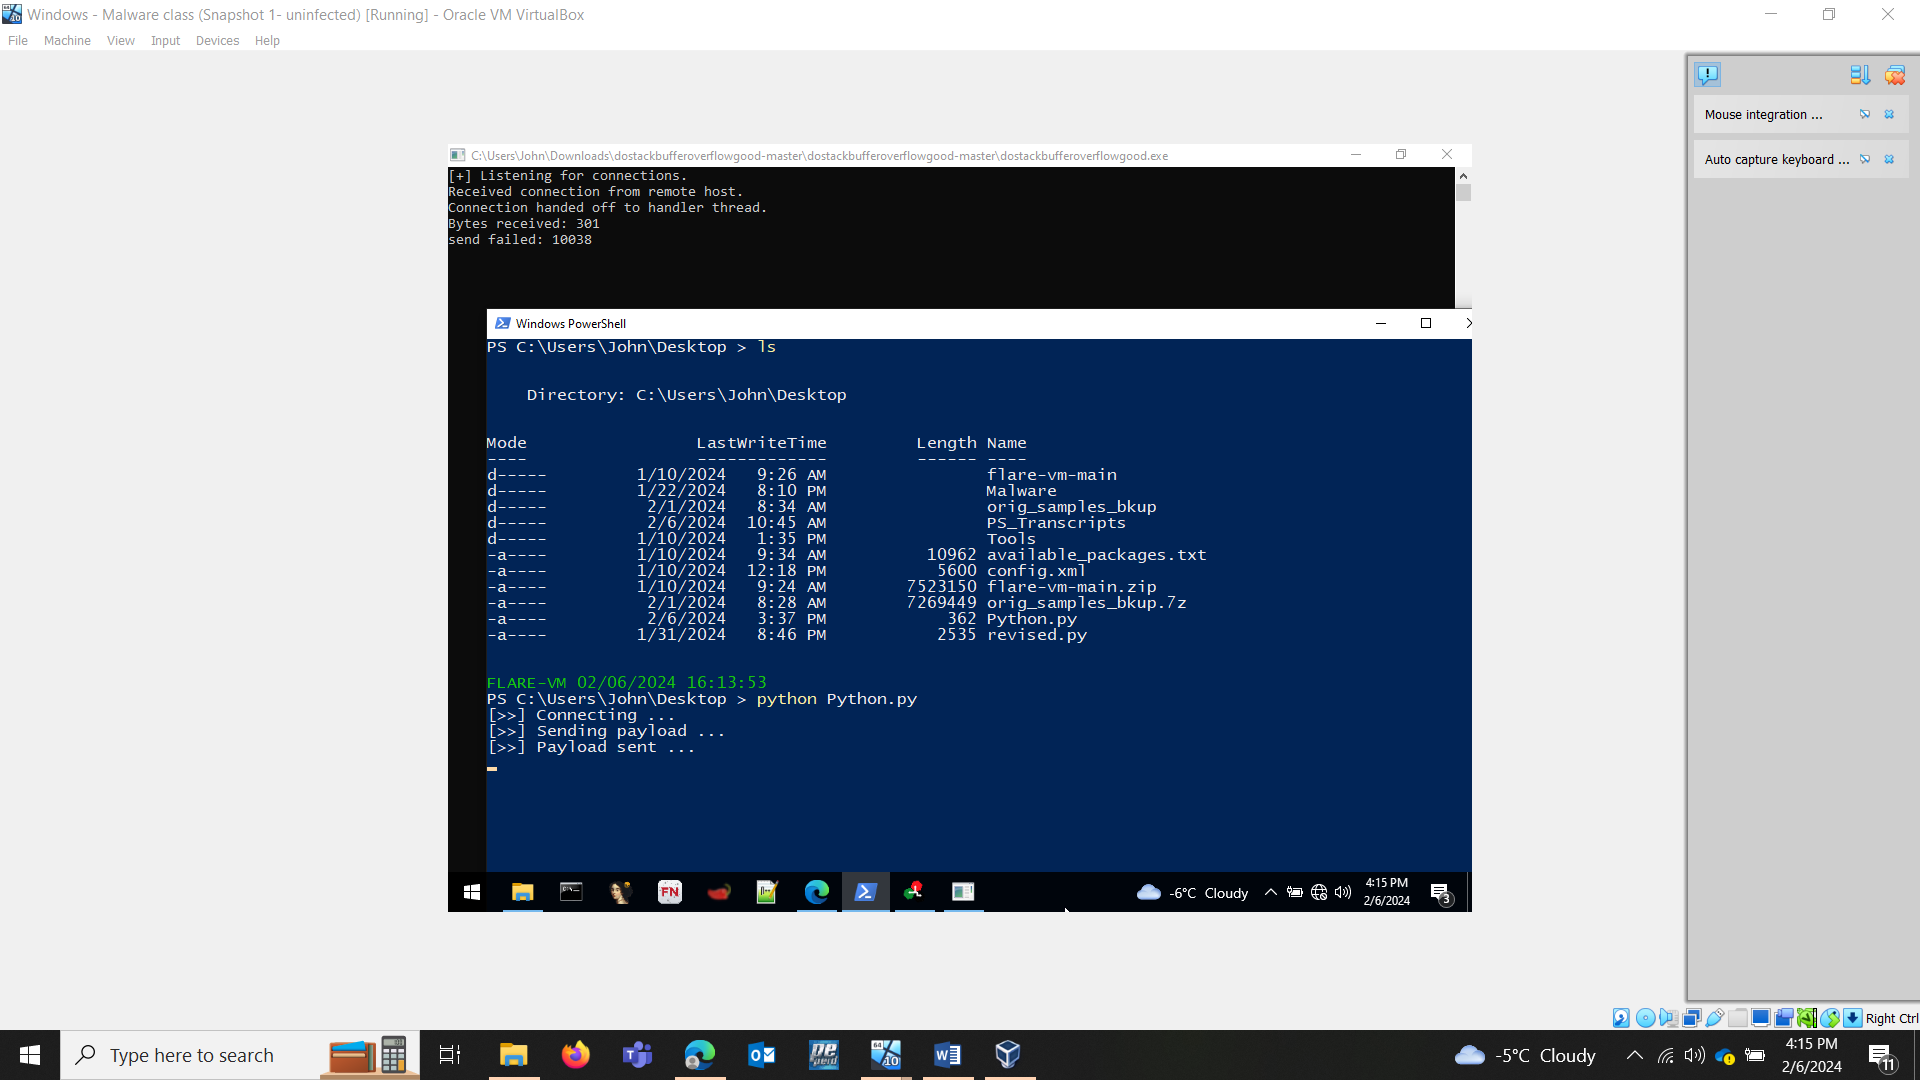 Windows - Malware class (Snapshot 1- uninfected) [Running] - Oracle VM VirtualBox
File Machine View Input Devices Help
Mouse integration ...
Auto capture keyboard ...
C:\Users\John\Downloads\dostackbufferoverflowgood-master\dostackbufferoverflowgood-master\dostackbufferoverflowgood.exe
[+] Listening for connections.
Received connection from remote host.
Connection handed off to handler thread.
Bytes received: 301
send failed: 10038
Windows PowerShell
PS C:\Users\John\Desktop > ls
Directory: C:\Users\John\Desktop
Mode LastWriteTime Length Name
---- ------------- ------ ----
d----- 1/10/2024 9:26 AM flare-vm-main
d----- 1/22/2024 8:10 PM Malware
d----- 2/1/2024 8:34 AM orig_samples_bkup
d----- 2/6/2024 10:45 AM PS_Transcripts
d----- 1/10/2024 1:35 PM Tools
-a---- 1/10/2024 9:34 AM 10962 available_packages.txt
-a---- 1/10/2024 12:18 PM 5600 config.xml
-a---- 1/10/2024 9:24 AM 7523150 flare-vm-main.zip
-a---- 2/1/2024 8:28 AM 7269449 orig_samples_bkup.7z
-a---- 2/6/2024 3:37 PM 362 Python.py
-a---- 1/31/2024 8:46 PM 2535 revised.py
FLARE-VM 02/06/2024 16:13:53
PS C:\Users\John\Desktop > python Python.py
[>>] Connecting ...
[>>] Sending payload ...
[>>] Payload sent ...
FN
-6°C Cloudy
4:15 PM
2/6/2024
3
Right Ctrl
Type here to search
-5°C Cloudy
4:15 PM
2/6/2024
11